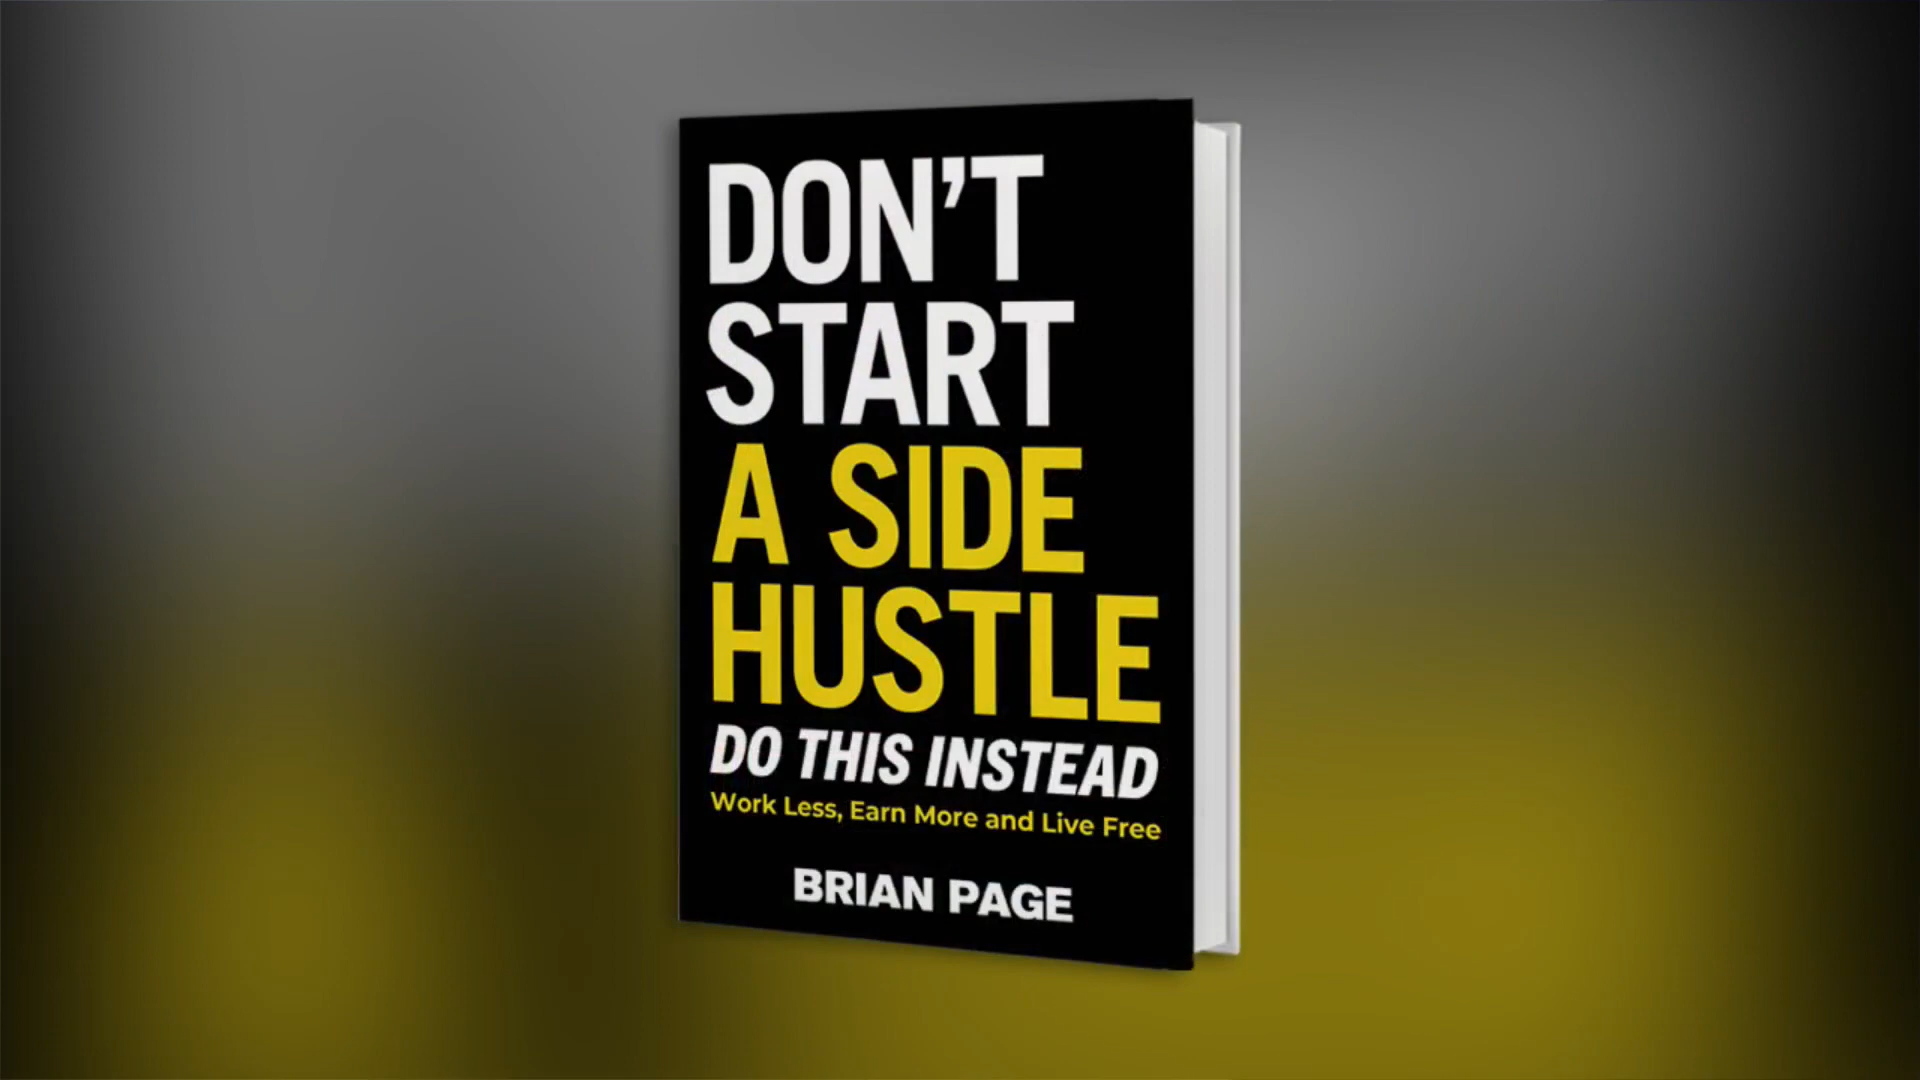 DON'T
START
A SIDE
HUSTLE
DO THIS INSTEAD
Work Less, Earn More and Live Free
BRIAN PAGE